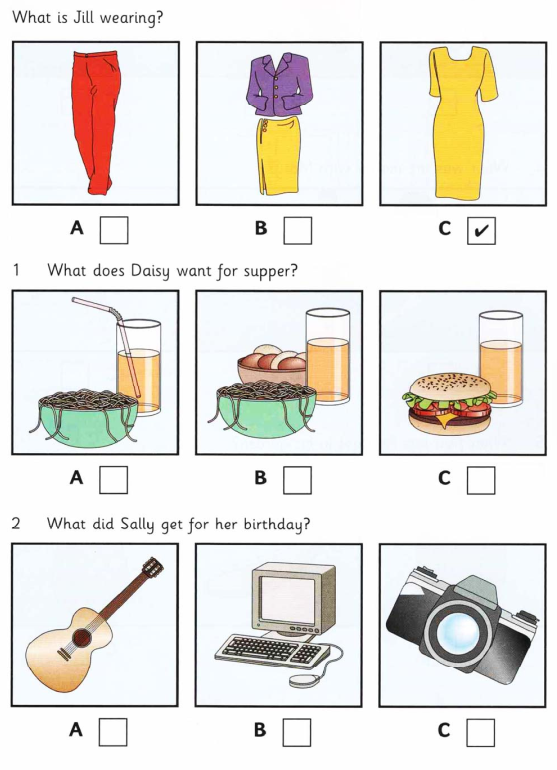 What is Jill wearing?
A B C ✔
1 What does Daisy want for supper?
A B C
2 What did Sally get for her birthday?
A B C